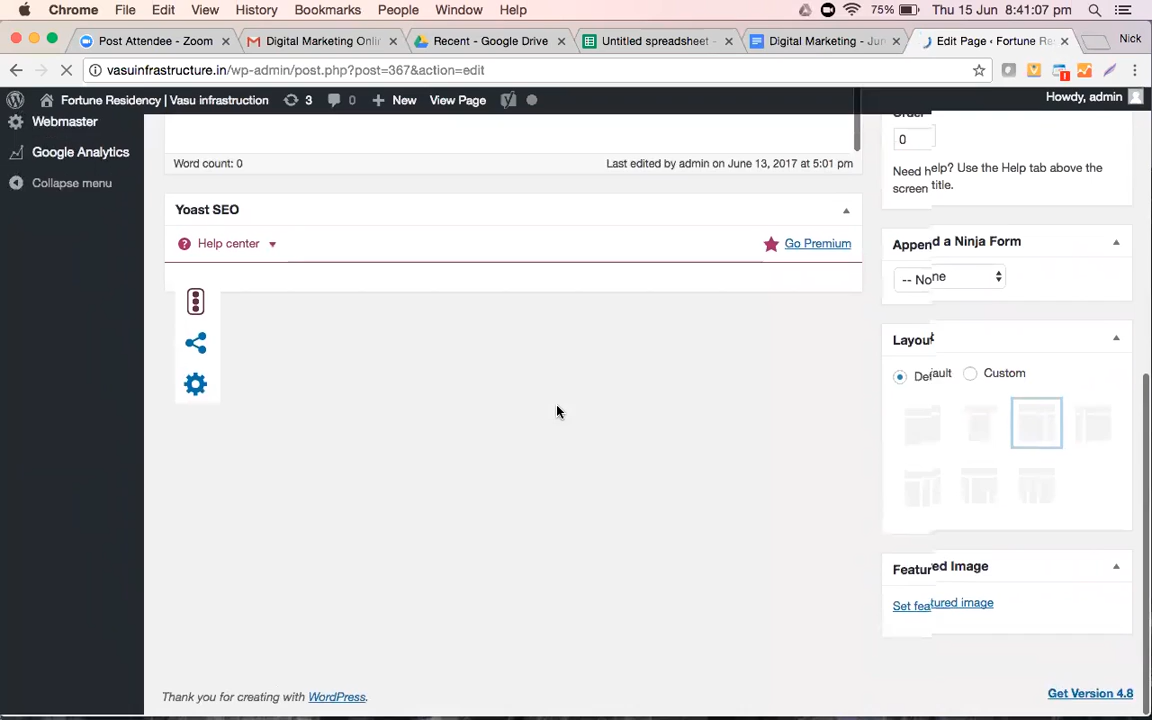 Chrome File Edit View History Bookmarks People Window Help 75% Thu 15 Jun 8:41:07 pm
Post Attendee - Zoom × Digital Marketing Onli × Recent - Google Drive × Untitled spreadsheet - × Digital Marketing - Jun × Edit Page ‹ Fortune Re × Nick
vasuinfrastructure.in/wp-admin/post.php?post=367&action=edit
Fortune Residency | Vasu infrastruction 3 0 + New View Page Howdy, admin
Webmaster
Google Analytics
Collapse menu
Word count: 0 Last edited by admin on June 13, 2017 at 5:01 pm
Yoast SEO
Help center Go Premium
Order
0
Need help? Use the Help tab above the
screen title.
Append a Ninja Form
-- None
Layout
Default Custom
Featured Image
Set featured image
Thank you for creating with WordPress.
Get Version 4.8